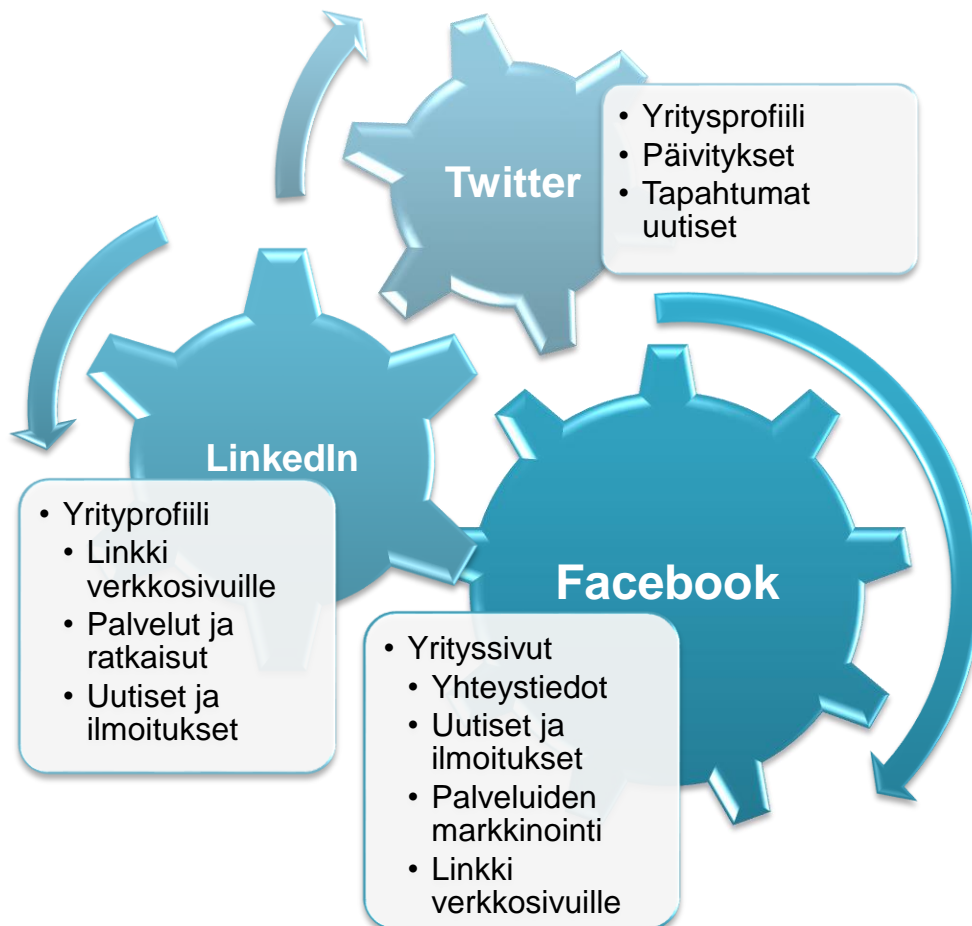 Twitter
• Yritysprofiili
• Päivitykset
• Tapahtumat
uutiset
LinkedIn
• Yrityprofiili
• Linkki
verkkosivuille
• Palvelut ja
ratkaisut
• Uutiset ja
ilmoitukset
Facebook
• Yrityssivut
• Yhteystiedot
• Uutiset ja
ilmoitukset
• Palveluiden
markkinointi
• Linkki
verkkosivuille